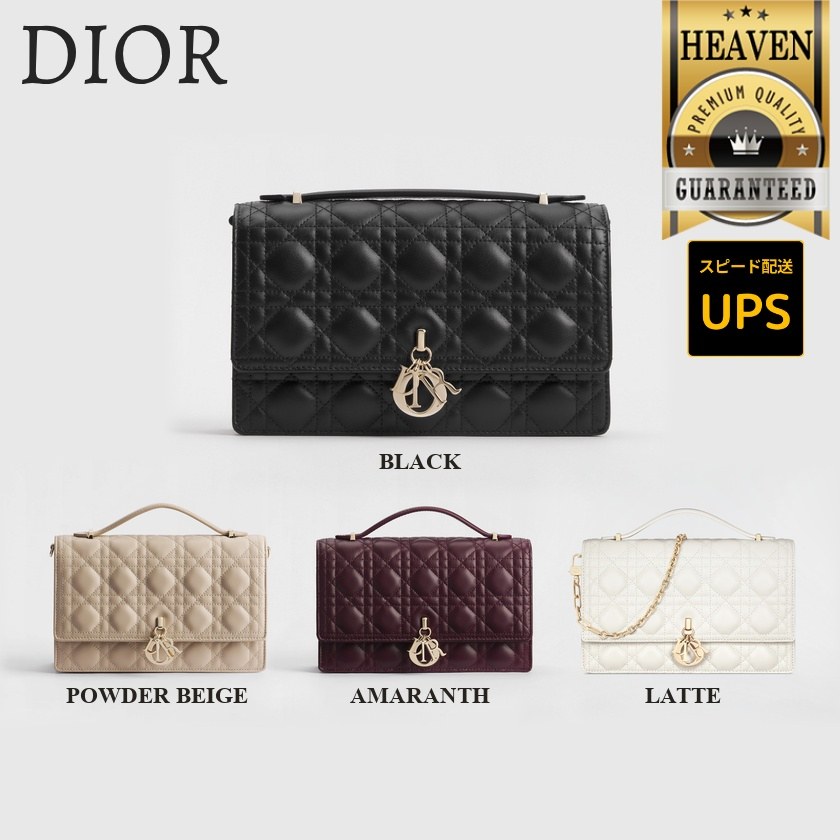 DIOR
HEAVEN
PREMIUM QUALITY
GUARANTEED
スピード配送
UPS
BLACK
POWDER BEIGE
AMARANTH
LATTE